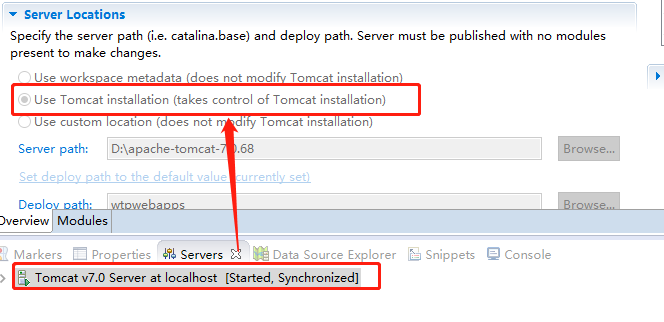 Server Locations
Specify the server path (i.e. catalina.base) and deploy path. Server must be published with no modules
present to make changes.
Use workspace metadata (does not modify Tomcat installation)
Use Tomcat installation (takes control of Tomcat installation)
Use custom location (does not modify Tomcat installation)
Server path: D:\apache-tomcat-7.0.68 Browse...
Set deploy path to the default value (currently set)
Deploy path: wtpwebapps Browse...
Overview Modules
Markers Properties Servers Data Source Explorer Snippets Console
Tomcat v7.0 Server at localhost [Started, Synchronized]